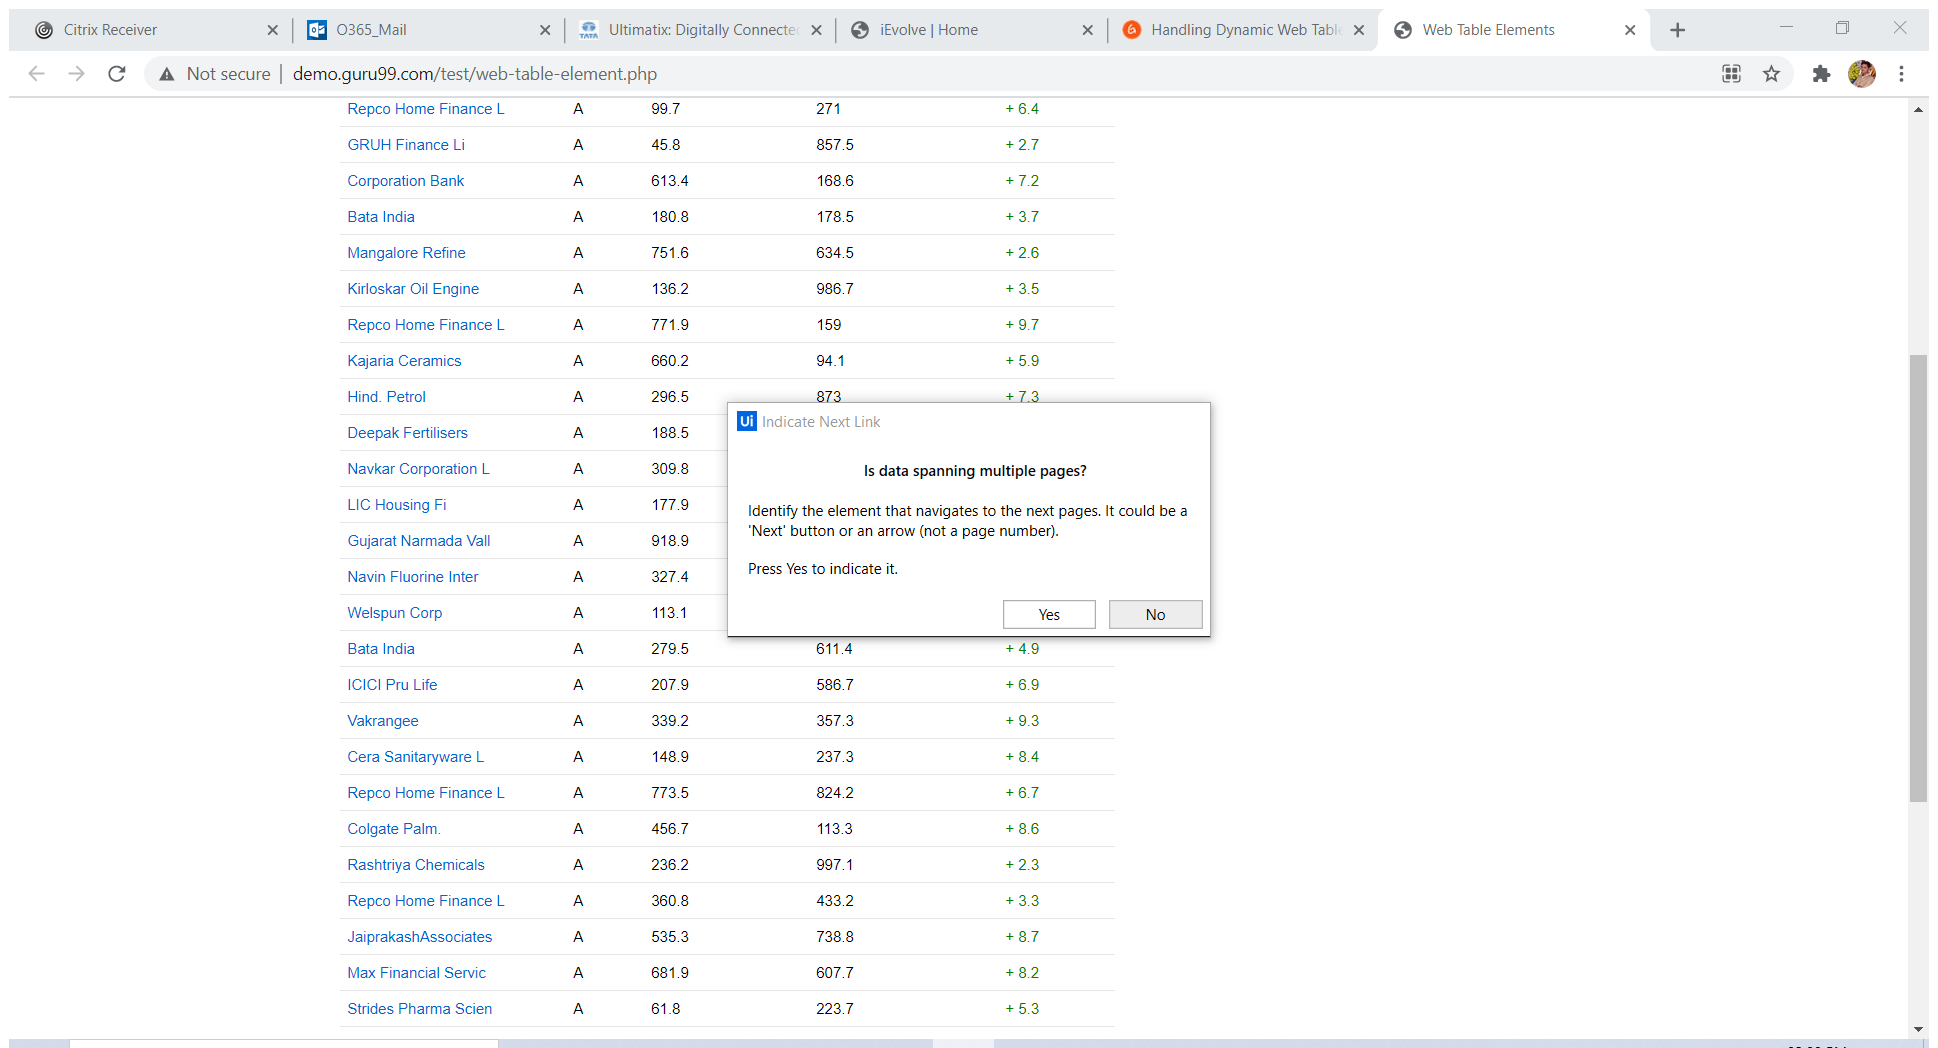 Citrix Receiver
O365_Mail
Ultimatix: Digitally Connecte
iEvolve | Home
Handling Dynamic Web Tabl
Web Table Elements
Not secure | demo.guru99.com/test/web-table-element.php
Repco Home Finance L A 99.7 271 + 6.4
GRUH Finance Li A 45.8 857.5 + 2.7
Corporation Bank A 613.4 168.6 + 7.2
Bata India A 180.8 178.5 + 3.7
Mangalore Refine A 751.6 634.5 + 2.6
Kirloskar Oil Engine A 136.2 986.7 + 3.5
Repco Home Finance L A 771.9 159 + 9.7
Kajaria Ceramics A 660.2 94.1 + 5.9
Hind. Petrol A 296.5 873 + 7.3
Deepak Fertilisers A 188.5
Navkar Corporation L A 309.8
LIC Housing Fi A 177.9
Gujarat Narmada Vall A 918.9
Navin Fluorine Inter A 327.4
Welspun Corp A 113.1
Ui Indicate Next Link
Is data spanning multiple pages?
Identify the element that navigates to the next pages. It could be a
'Next' button or an arrow (not a page number).
Press Yes to indicate it.
Yes No
Bata India A 279.5 611.4 + 4.9
ICICI Pru Life A 207.9 586.7 + 6.9
Vakrangee A 339.2 357.3 + 9.3
Cera Sanitaryware L A 148.9 237.3 + 8.4
Repco Home Finance L A 773.5 824.2 + 6.7
Colgate Palm. A 456.7 113.3 + 8.6
Rashtriya Chemicals A 236.2 997.1 + 2.3
Repco Home Finance L A 360.8 433.2 + 3.3
JaiprakashAssociates A 535.3 738.8 + 8.7
Max Financial Servic A 681.9 607.7 + 8.2
Strides Pharma Scien A 61.8 223.7 + 5.3